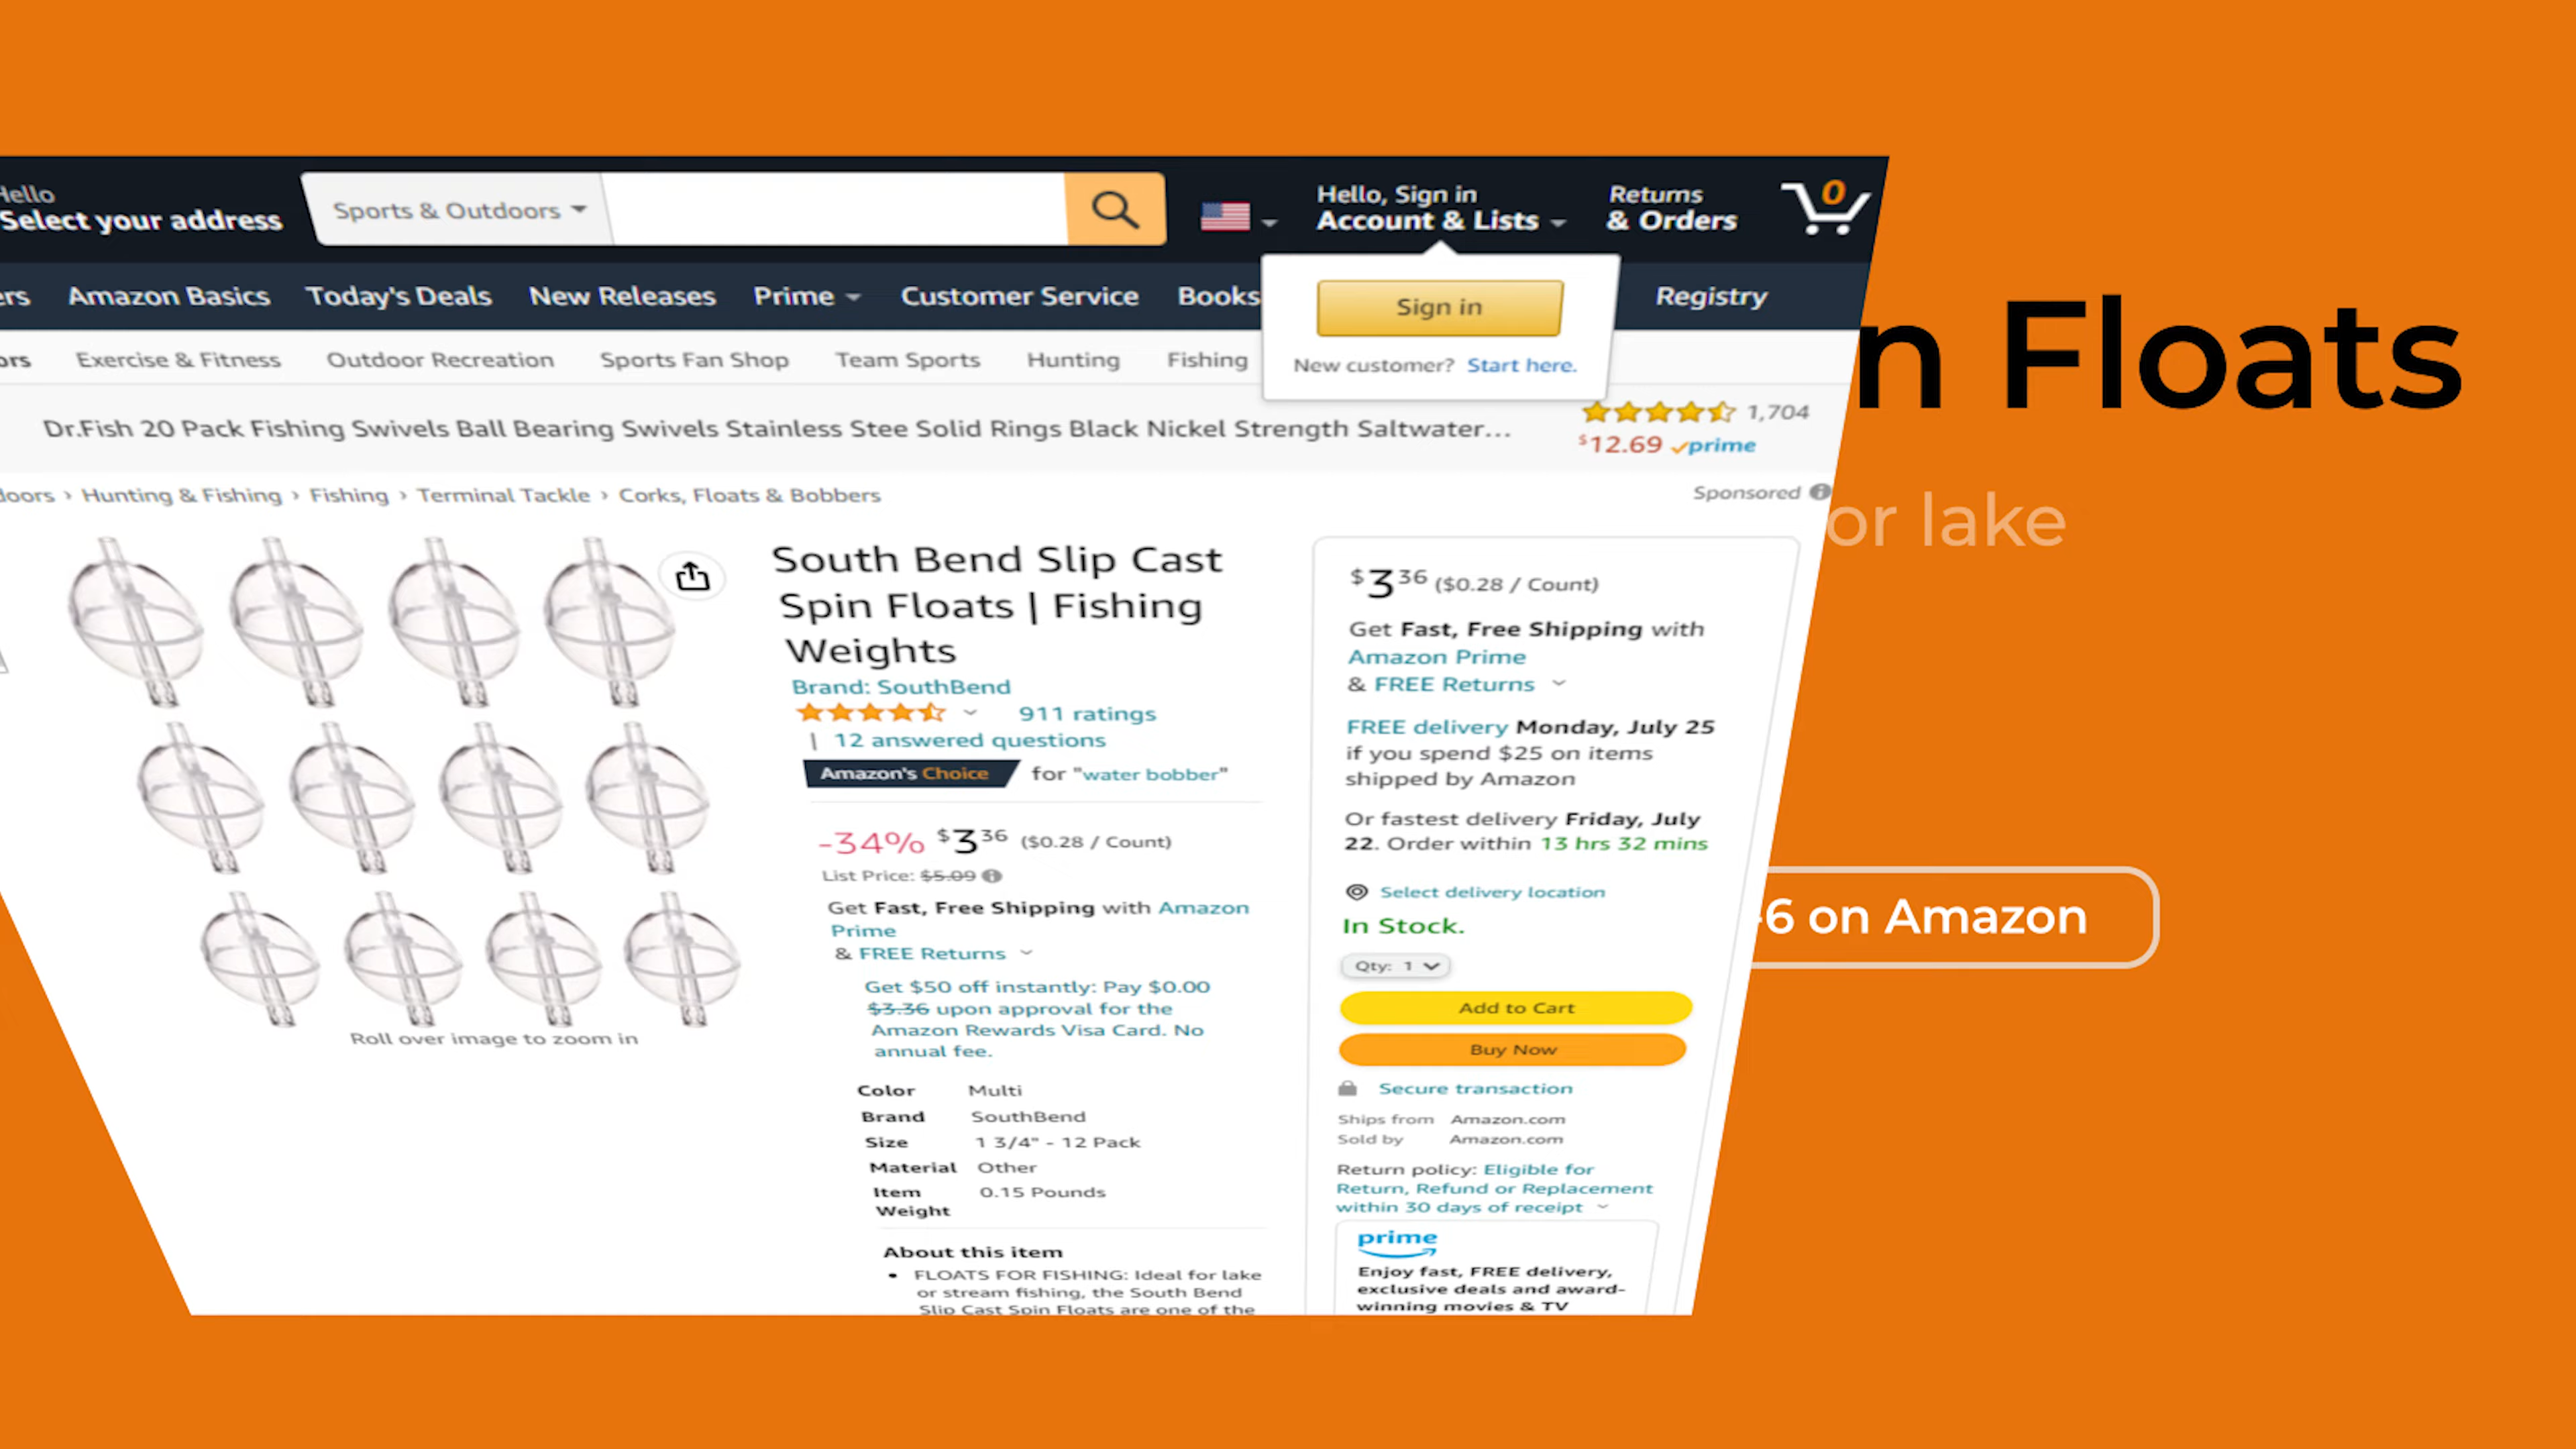 Hello
Select your address
Sports & Outdoors
Hello, Sign in
Account & Lists
Returns
& Orders
0
Amazon Basics
Today's Deals
New Releases
Prime
Customer Service
Books
Registry
Sign in
New customer? Start here.
Exercise & Fitness
Outdoor Recreation
Sports Fan Shop
Team Sports
Hunting
Fishing
Dr.Fish 20 Pack Fishing Swivels Ball Bearing Swivels Stainless Stee Solid Rings Black Nickel Strength Saltwater...
1,704
$12.69 prime
Hunting & Fishing › Fishing › Terminal Tackle › Corks, Floats & Bobbers
Sponsored
South Bend Slip Cast
Spin Floats | Fishing
Weights
Brand: SouthBend
911 ratings
| 12 answered questions
Amazon's Choice for "water bobber"
-34% $3 36 ($0.28 / Count)
List Price: $5.09
Get Fast, Free Shipping with Amazon
Prime
& FREE Returns
Get $50 off instantly: Pay $0.00
$3.36 upon approval for the
Amazon Rewards Visa Card. No
annual fee.
Color Multi
Brand SouthBend
Size 1 3/4" - 12 Pack
Material Other
Item
Weight 0.15 Pounds
About this item
• FLOATS FOR FISHING: Ideal for lake
or stream fishing, the South Bend
Slip Cast Spin Floats are one of the
Roll over image to zoom in
$3 36 ($0.28 / Count)
Get Fast, Free Shipping with
Amazon Prime
& FREE Returns
FREE delivery Monday, July 25
if you spend $25 on items
shipped by Amazon
Or fastest delivery Friday, July
22. Order within 13 hrs 32 mins
Select delivery location
In Stock.
Qty: 1
Add to Cart
Buy Now
Secure transaction
Ships from Amazon.com
Sold by Amazon.com
Return policy: Eligible for
Return, Refund or Replacement
within 30 days of receipt
prime
Enjoy fast, FREE delivery,
exclusive deals and award-
winning movies & TV
n Floats
or lake
-6 on Amazon